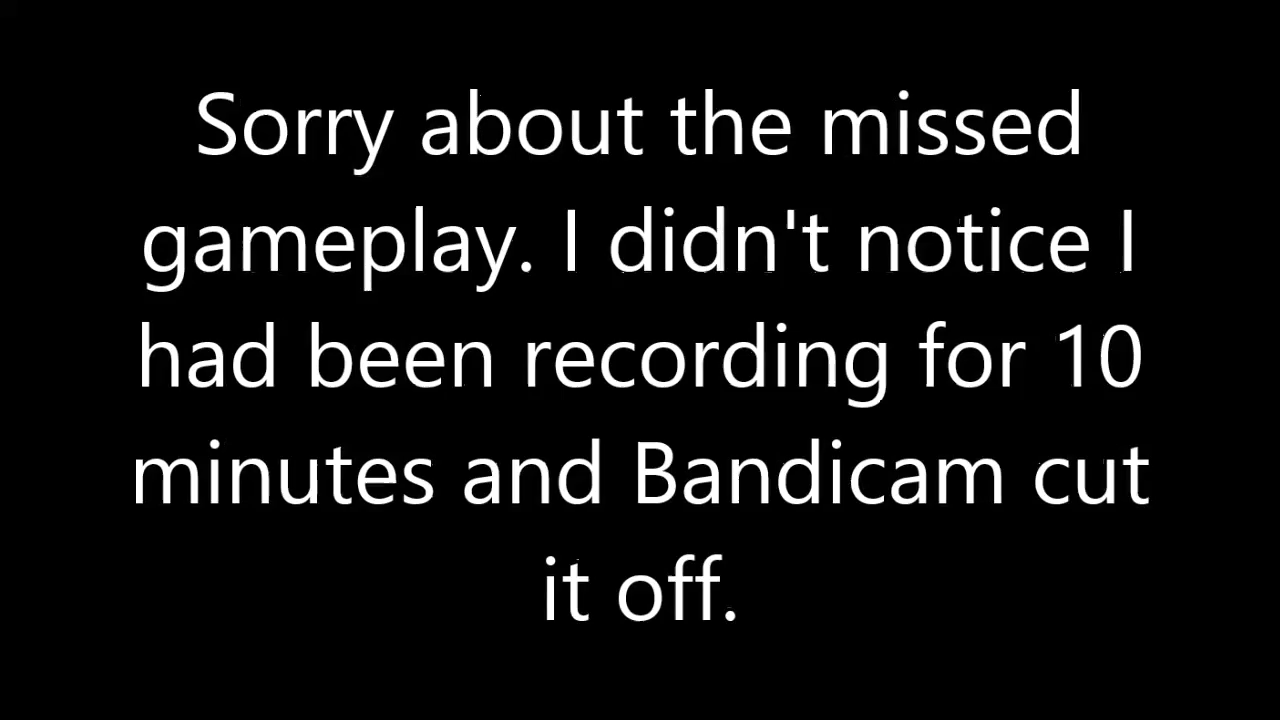 Sorry about the missed
gameplay. I didn't notice I
had been recording for 10
minutes and Bandicam cut
it off.